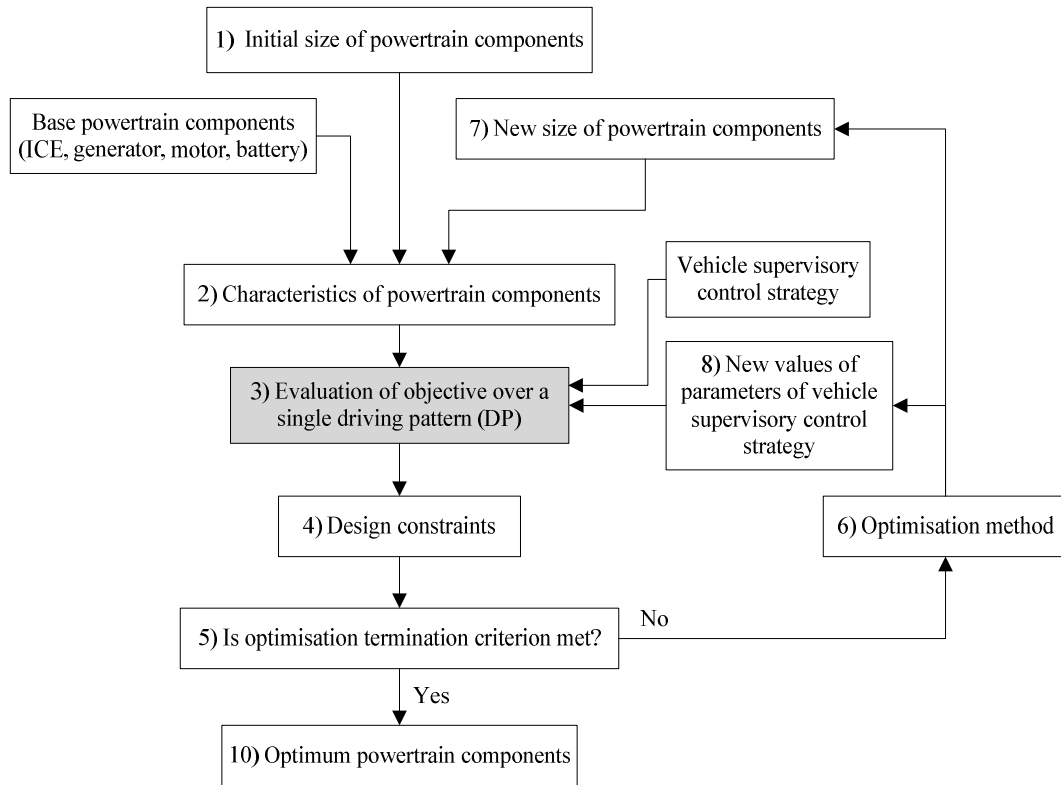 1) Initial size of powertrain components
Base powertrain components
(ICE, generator, motor, battery)
7) New size of powertrain components
2) Characteristics of powertrain components
Vehicle supervisory
control strategy
3) Evaluation of objective over a
single driving pattern (DP)
8) New values of
parameters of vehicle
supervisory control
strategy
4) Design constraints
6) Optimisation method
5) Is optimisation termination criterion met?
No
Yes
10) Optimum powertrain components